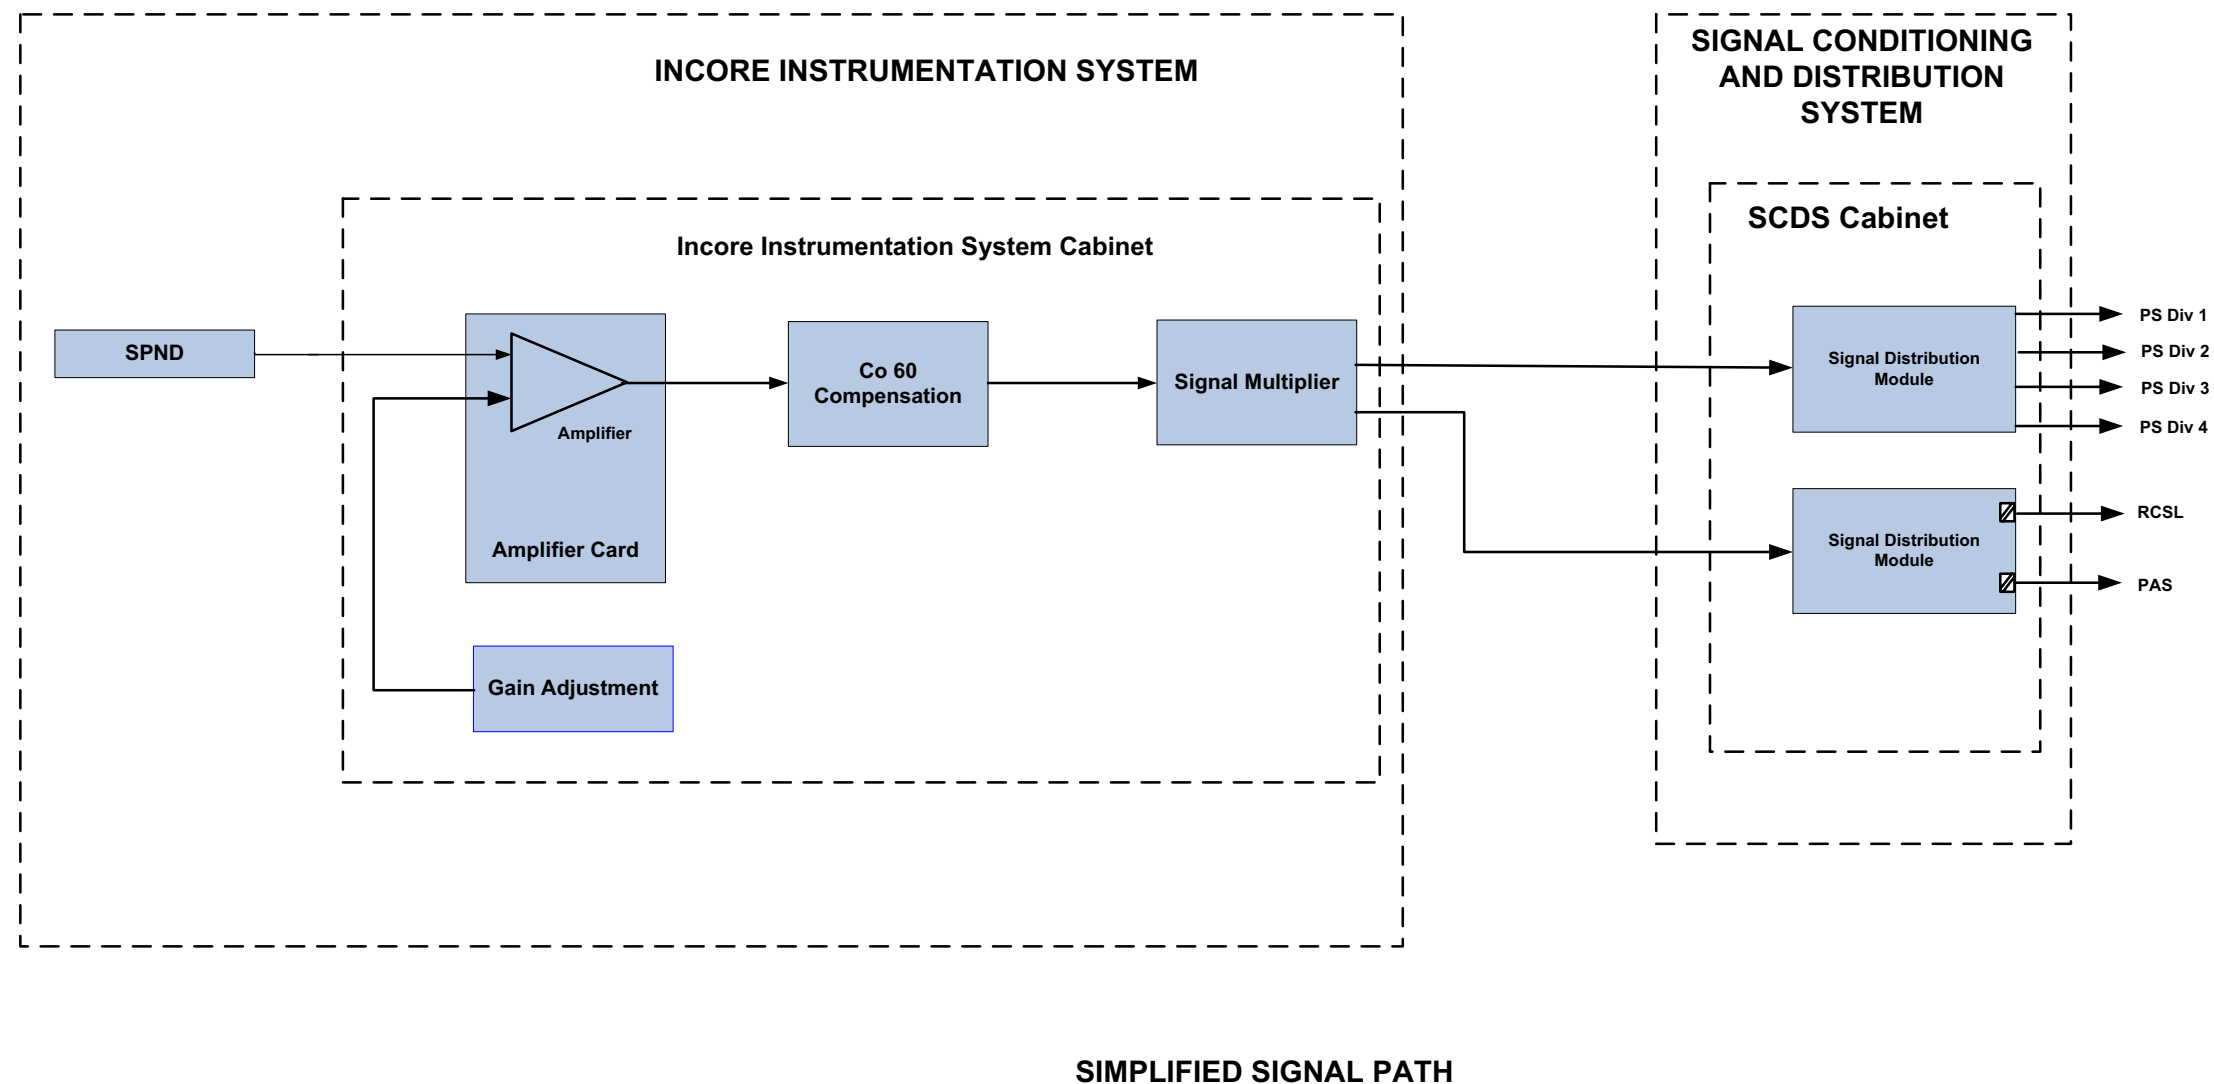 INCORE INSTRUMENTATION SYSTEM
SIGNAL CONDITIONING
AND DISTRIBUTION
SYSTEM
Incore Instrumentation System Cabinet
SCDS Cabinet
SPND
Amplifier
Amplifier Card
Gain Adjustment
Co 60
Compensation
Signal Multiplier
Signal Distribution
Module
PS Div 1
PS Div 2
PS Div 3
PS Div 4
Signal Distribution
Module
RCSL
PAS
SIMPLIFIED SIGNAL PATH